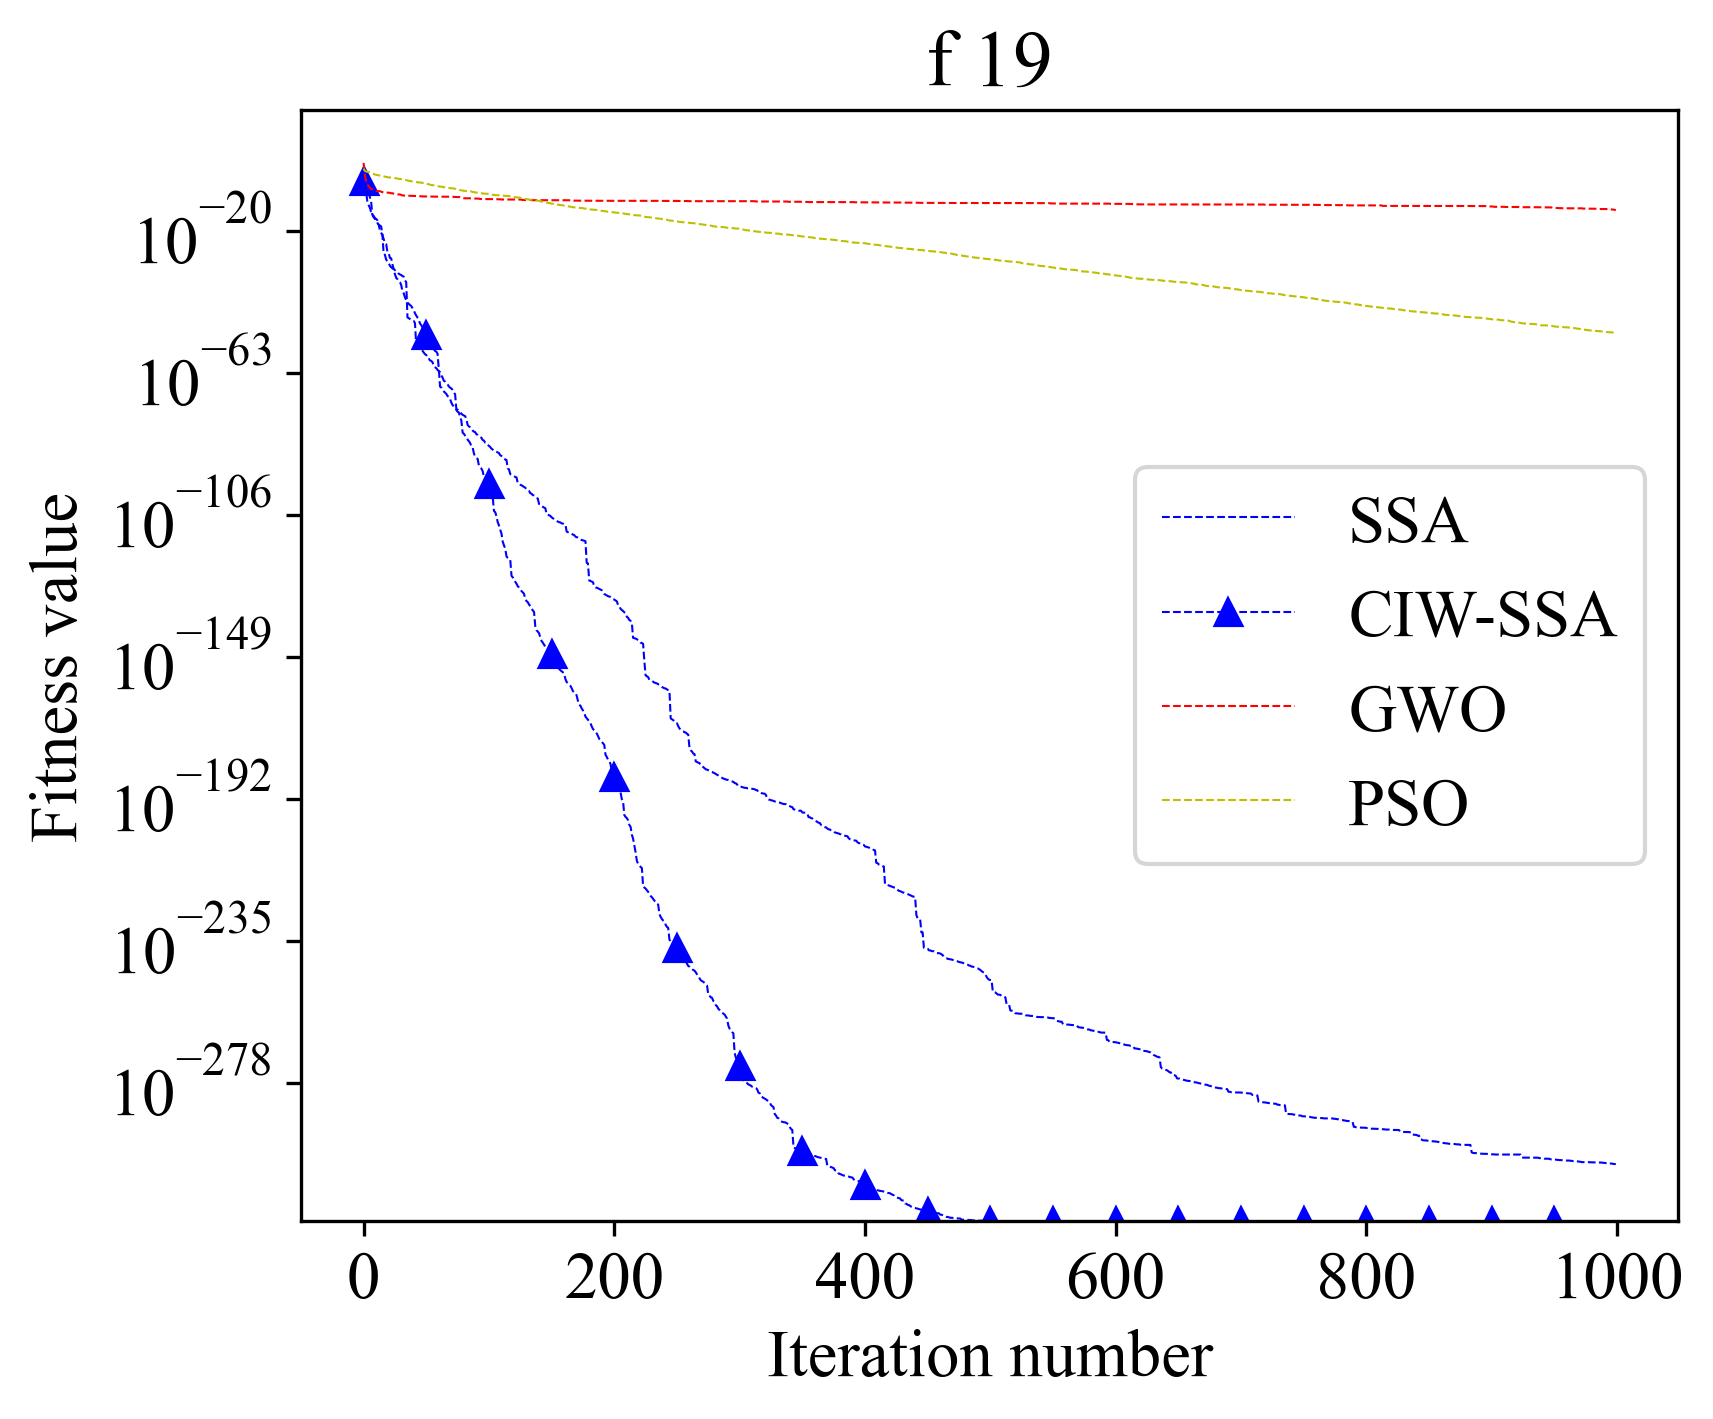 f 19
Fitness value
10^−20
10^−63
10^−106
10^−149
10^−192
10^−235
10^−278
SSA
CIW-SSA
GWO
PSO
0 200 400 600 800 1000
Iteration number